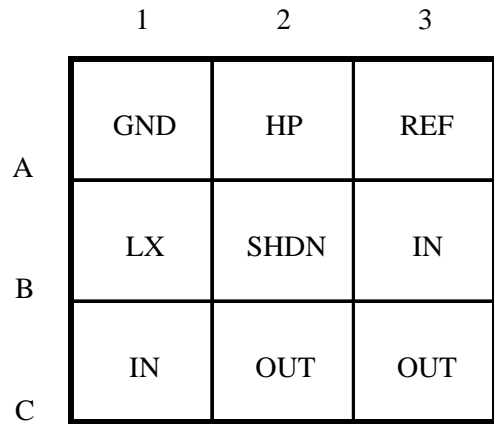 1 2 3
GND HP REF
A
LX SHDN IN
B
IN OUT OUT
C